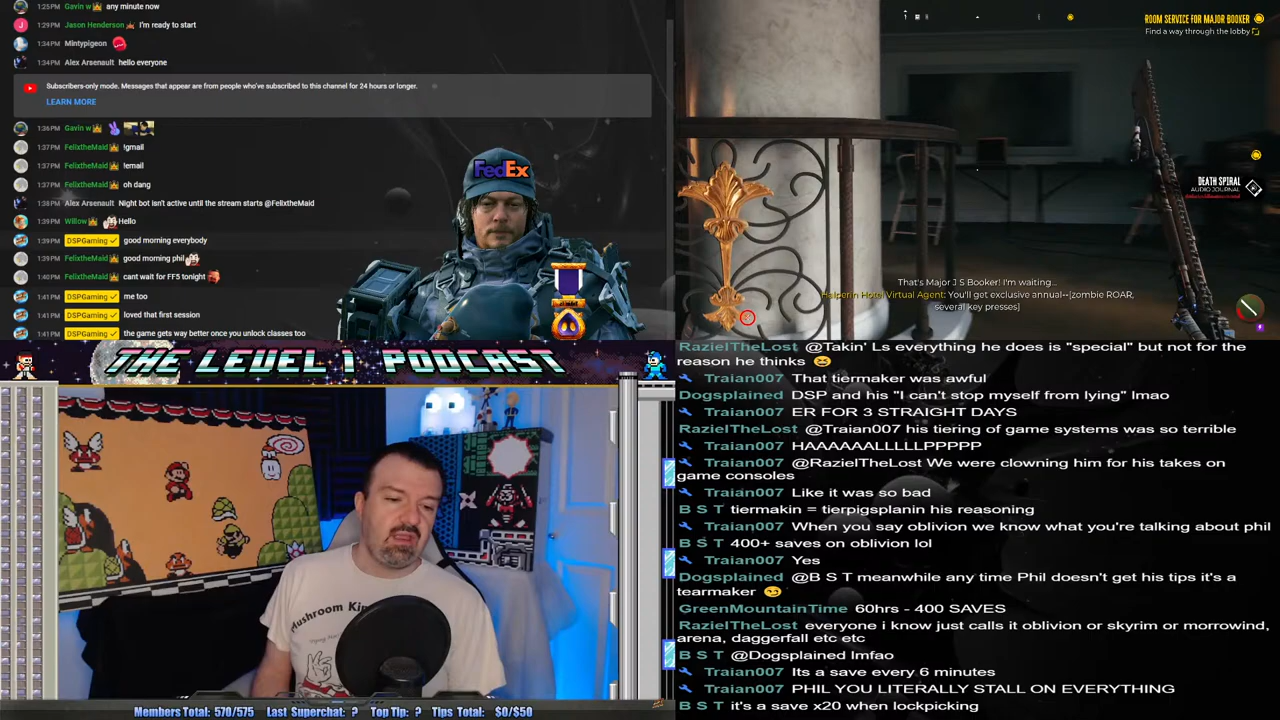 1:25PM Gavin w any minute now
J 1:29PM Jason Henderson I'm ready to start
1:34PM Mintypigeon
1:34PM Alex Arsenault hello everyone
Subscribers-only mode. Messages that appear are from people who've subscribed to this channel for 24 hours or longer.
LEARN MORE
1:36PM Gavin w
1:37PM FelixtheMaid !gmail
1:37PM FelixtheMaid !email
1:37PM FelixtheMaid oh dang
1:38PM Alex Arsenault Night bot isn't active until the stream starts @FelixtheMaid
1:39PM Willow Hello
1:39PM DSPGaming good morning everybody
1:39PM FelixtheMaid good morning phil
1:40PM FelixtheMaid cant wait for FF5 tonight
1:41PM DSPGaming me too
1:41PM DSPGaming loved that first session
1:41PM DSPGaming the game gets way better once you unlock classes too
FedEx
ROOM SERVICE FOR MAJOR BOOKER
Find a way through the lobby
DEATH SPIRAL
AUDIO JOURNAL
That's Major J S Booker! I'm waiting...
Halperin Hotel Virtual Agent: You'll get exclusive annual--[zombie ROAR,
several key presses]
THE LEVEL 1 PODCAST
Mushroom Kin
RazielTheLost @Takin' Ls everything he does is "special" but not for the
reason he thinks
Traian007 That tiermaker was awful
Dogsplained DSP and his "I can't stop myself from lying" lmao
Traian007 ER FOR 3 STRAIGHT DAYS
RazielTheLost @Traian007 his tiering of game systems was so terrible
Traian007 HAAAAALLLLLPPPPP
Traian007 @RazielTheLost We were clowning him for his takes on
game consoles
Traian007 Like it was so bad
B S T tiermakin = tierpigsplanin his reasoning
Traian007 When you say oblivion we know what you're talking about phil
B S T 400+ saves on oblivion lol
Traian007 Yes
Dogsplained @B S T meanwhile any time Phil doesn't get his tips it's a
tearmaker
GreenMountainTime 60hrs - 400 SAVES
RazielTheLost everyone i know just calls it oblivion or skyrim or morrowind,
arena, daggerfall etc etc
B S T @Dogsplained lmfao
Traian007 Its a save every 6 minutes
Traian007 PHIL YOU LITERALLY STALL ON EVERYTHING
B S T it's a save x20 when lockpicking
Members Total: 570/575 Last Superchat: ? Top Tip: ? Tips Total: $0/$50